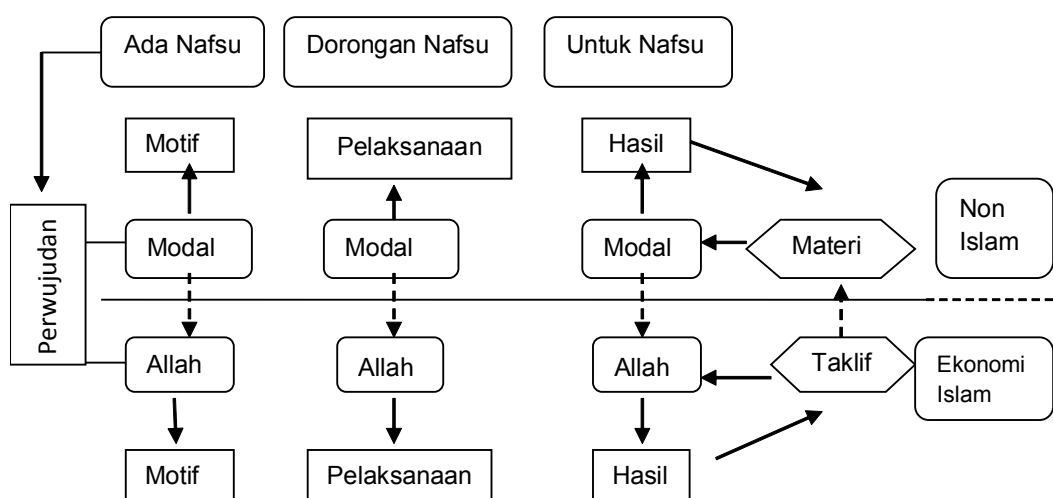 Ada Nafsu
Dorongan Nafsu
Untuk Nafsu
Motif
Pelaksanaan
Hasil
Perwujudan
Modal
Modal
Modal
Materi
Non
Islam
Allah
Allah
Allah
Taklif
Ekonomi
Islam
Motif
Pelaksanaan
Hasil